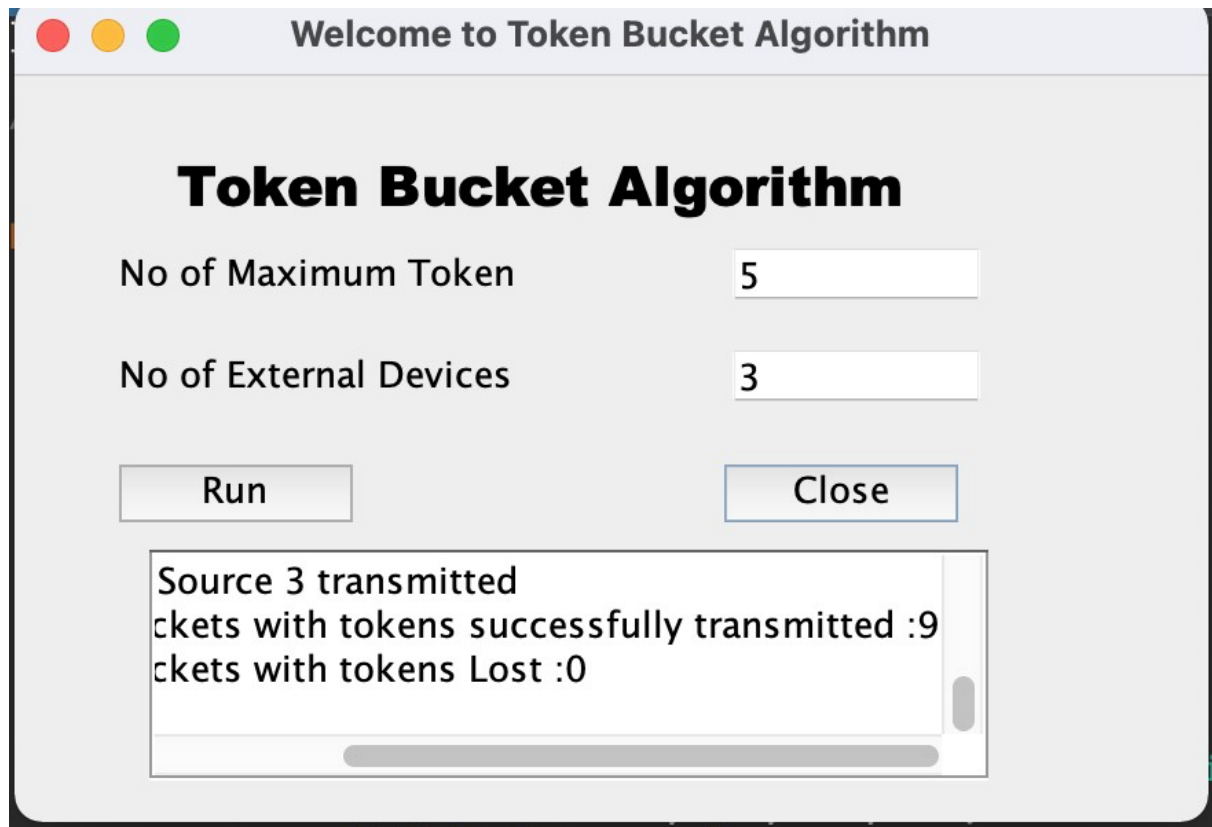 Welcome to Token Bucket Algorithm
Token Bucket Algorithm
No of Maximum Token 5
No of External Devices 3
Run Close
Source 3 transmitted
ckets with tokens successfully transmitted :9
ckets with tokens Lost :0